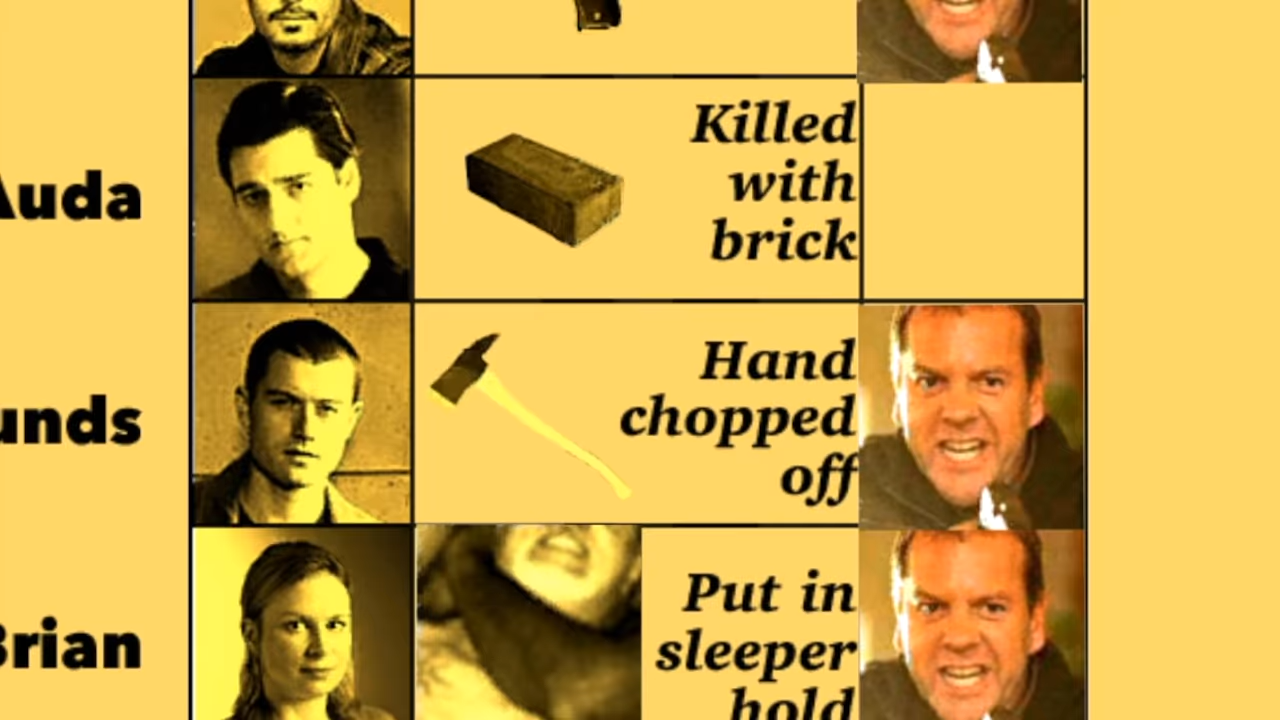 Killed
with
Auda
brick
Hand
chopped
unds
off
Put in
Brian
sleeper
hold